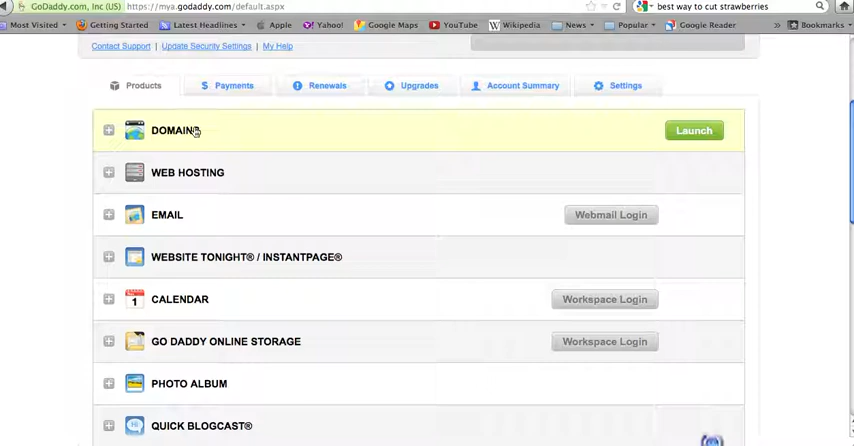 GoDaddy.com, Inc (US) https://mya.godaddy.com/default.aspx best way to cut strawberries
Most Visited Getting Started Latest Headlines Apple Yahoo! Google Maps YouTube Wikipedia News Popular Google Reader » Bookmarks
Contact Support | Update Security Settings | My Help
Products $ Payments Renewals Upgrades Account Summary Settings
DOMAINS Launch
WEB HOSTING
EMAIL Webmail Login
WEBSITE TONIGHT® / INSTANTPAGE®
1 CALENDAR Workspace Login
GO DADDY ONLINE STORAGE Workspace Login
PHOTO ALBUM
Hi QUICK BLOGCAST®